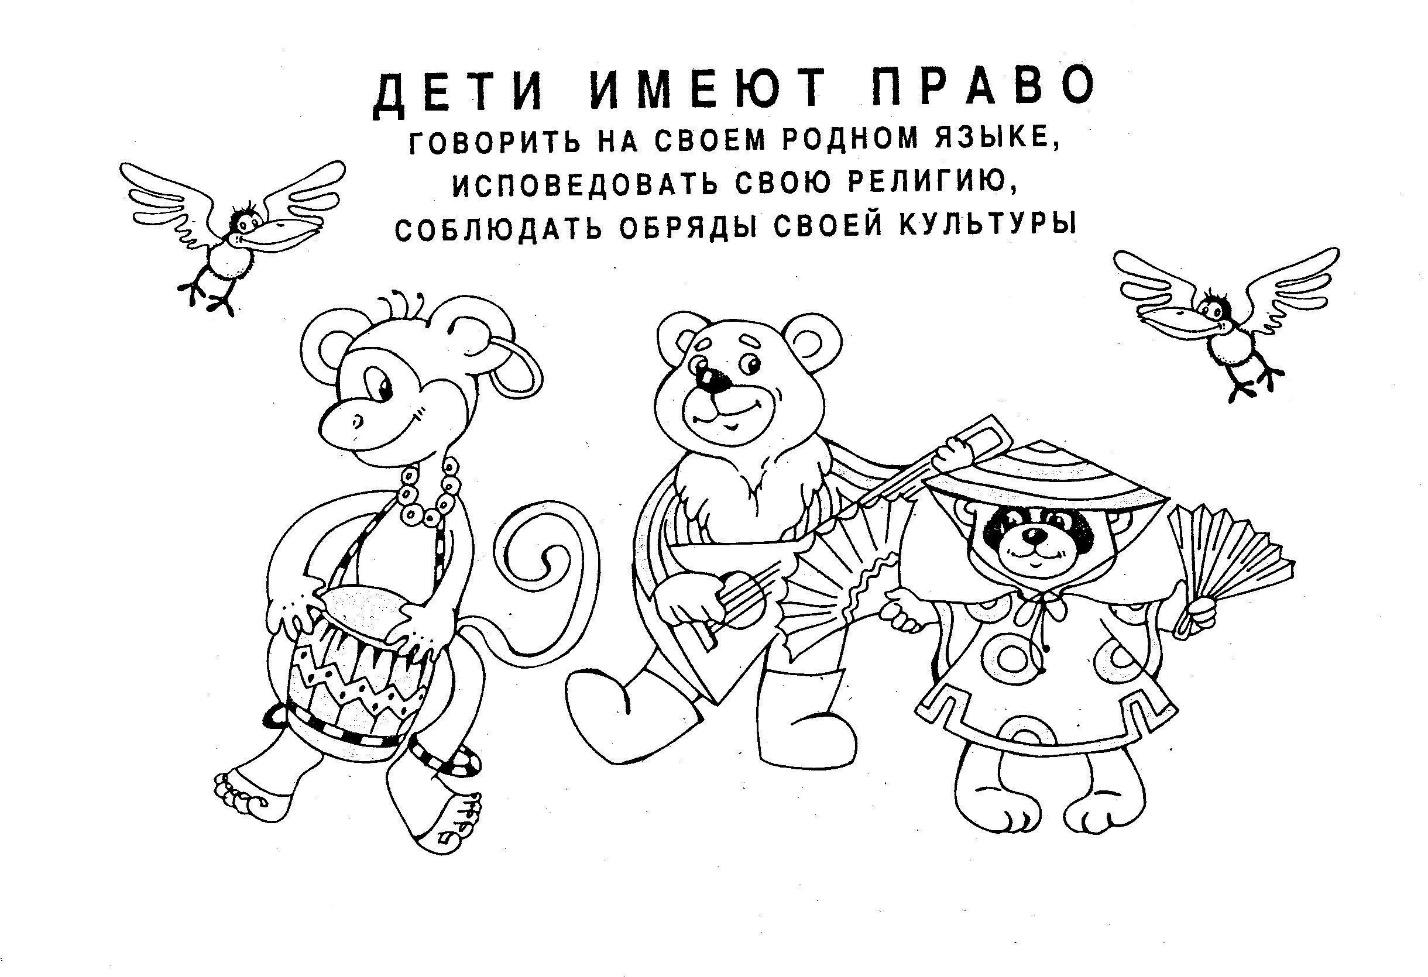 ДЕТИ ИМЕЮТ ПРАВО
ГОВОРИТЬ НА СВОЕМ РОДНОМ ЯЗЫКЕ,
ИСПОВЕДОВАТЬ СВОЮ РЕЛИГИЮ,
СОБЛЮДАТЬ ОБРЯДЫ СВОЕЙ КУЛЬТУРЫ